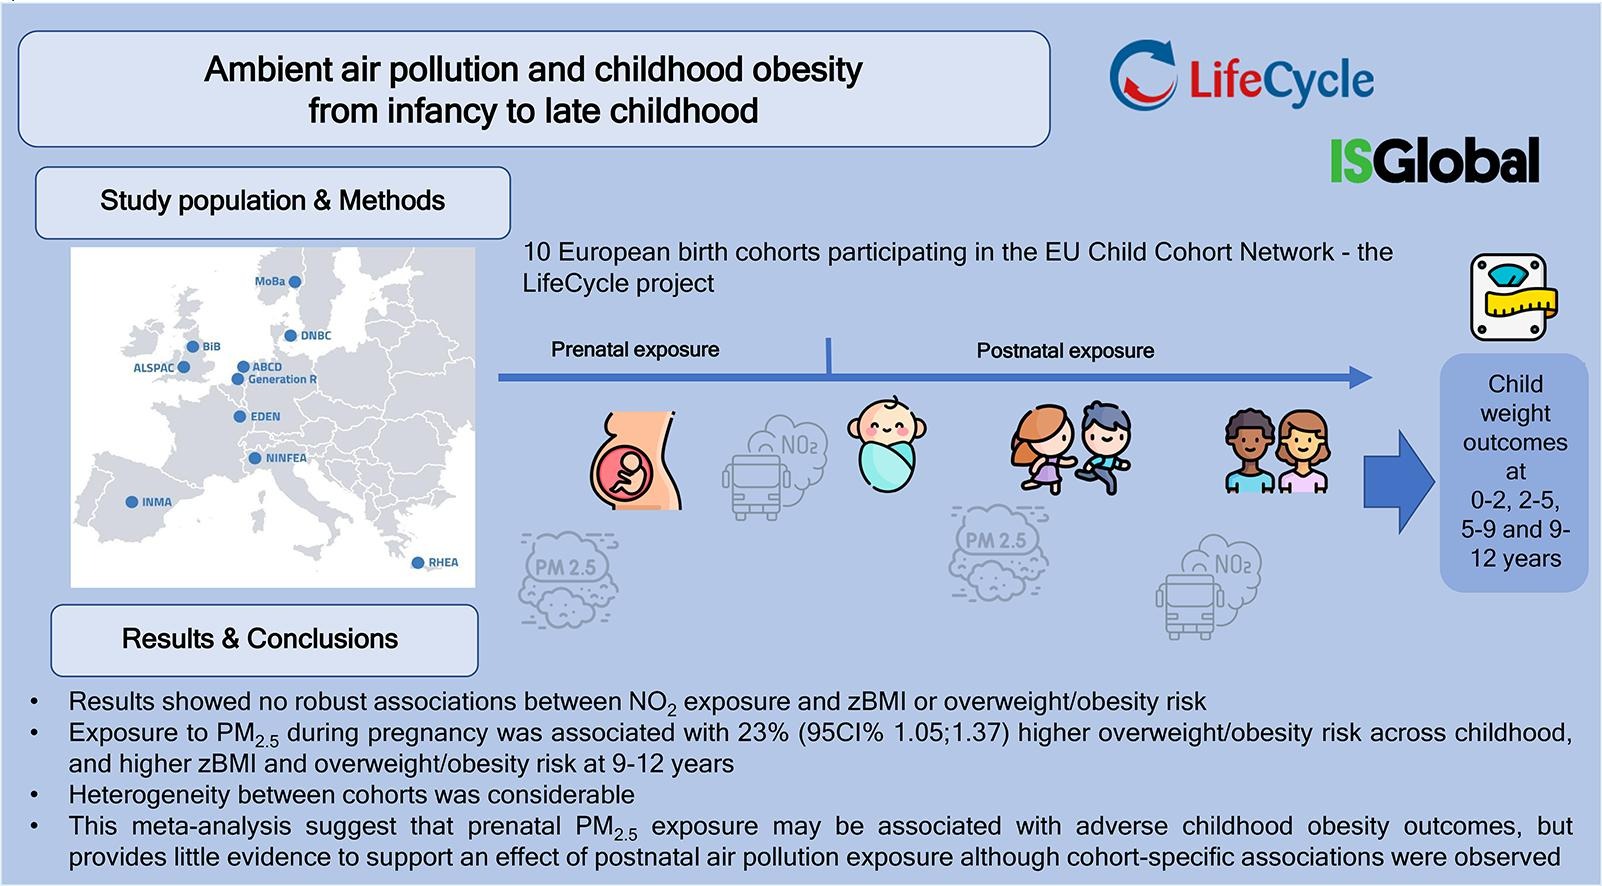 Ambient air pollution and childhood obesity
from infancy to late childhood
LifeCycle
ISGlobal
Study population & Methods
MoBa
DNBC
BiB
ALSPAC
ABCD
Generation R
EDEN
NINFEA
INMA
RHEA
10 European birth cohorts participating in the EU Child Cohort Network - the
LifeCycle project
Prenatal exposure
Postnatal exposure
NO₂
PM 2.5
PM 2.5
NO₂
Child
weight
outcomes
at
0-2, 2-5,
5-9 and 9-
12 years
Results & Conclusions
• Results showed no robust associations between NO₂ exposure and zBMI or overweight/obesity risk
• Exposure to PM₂.₅ during pregnancy was associated with 23% (95CI% 1.05;1.37) higher overweight/obesity risk across childhood,
and higher zBMI and overweight/obesity risk at 9-12 years
• Heterogeneity between cohorts was considerable
• This meta-analysis suggest that prenatal PM₂.₅ exposure may be associated with adverse childhood obesity outcomes, but
provides little evidence to support an effect of postnatal air pollution exposure although cohort-specific associations were observed